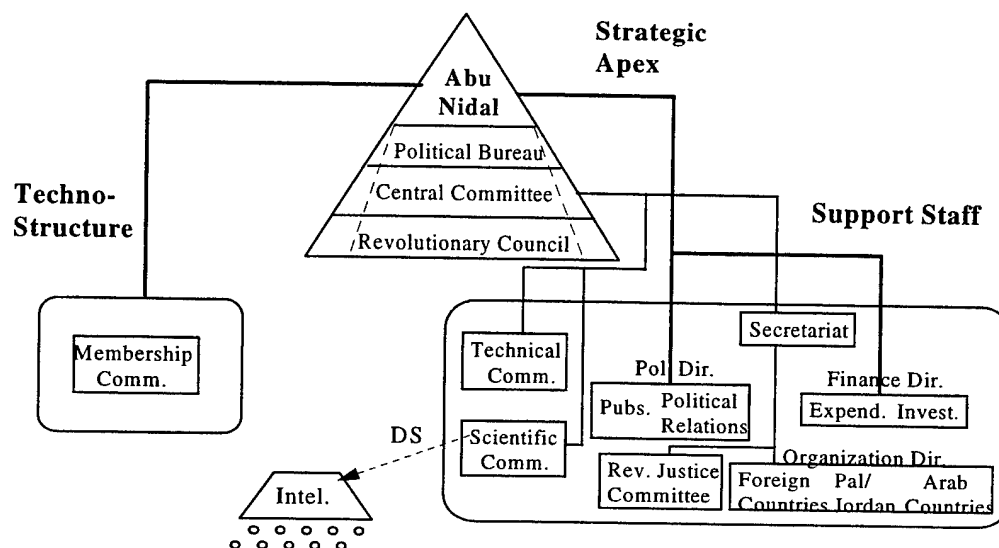 Strategic
Apex
Abu
Nidal
Political Bureau
Central Committee
Revolutionary Council
Techno-
Structure
Support Staff
Membership
Comm.
Secretariat
Technical
Comm.
Pol Dir.
Pubs. Political
Relations
Finance Dir.
Expend. Invest.
DS
Scientific
Comm.
Rev. Justice
Committee
Organization Dir.
Foreign Pal/ Arab
Countries Jordan Countries
Intel.